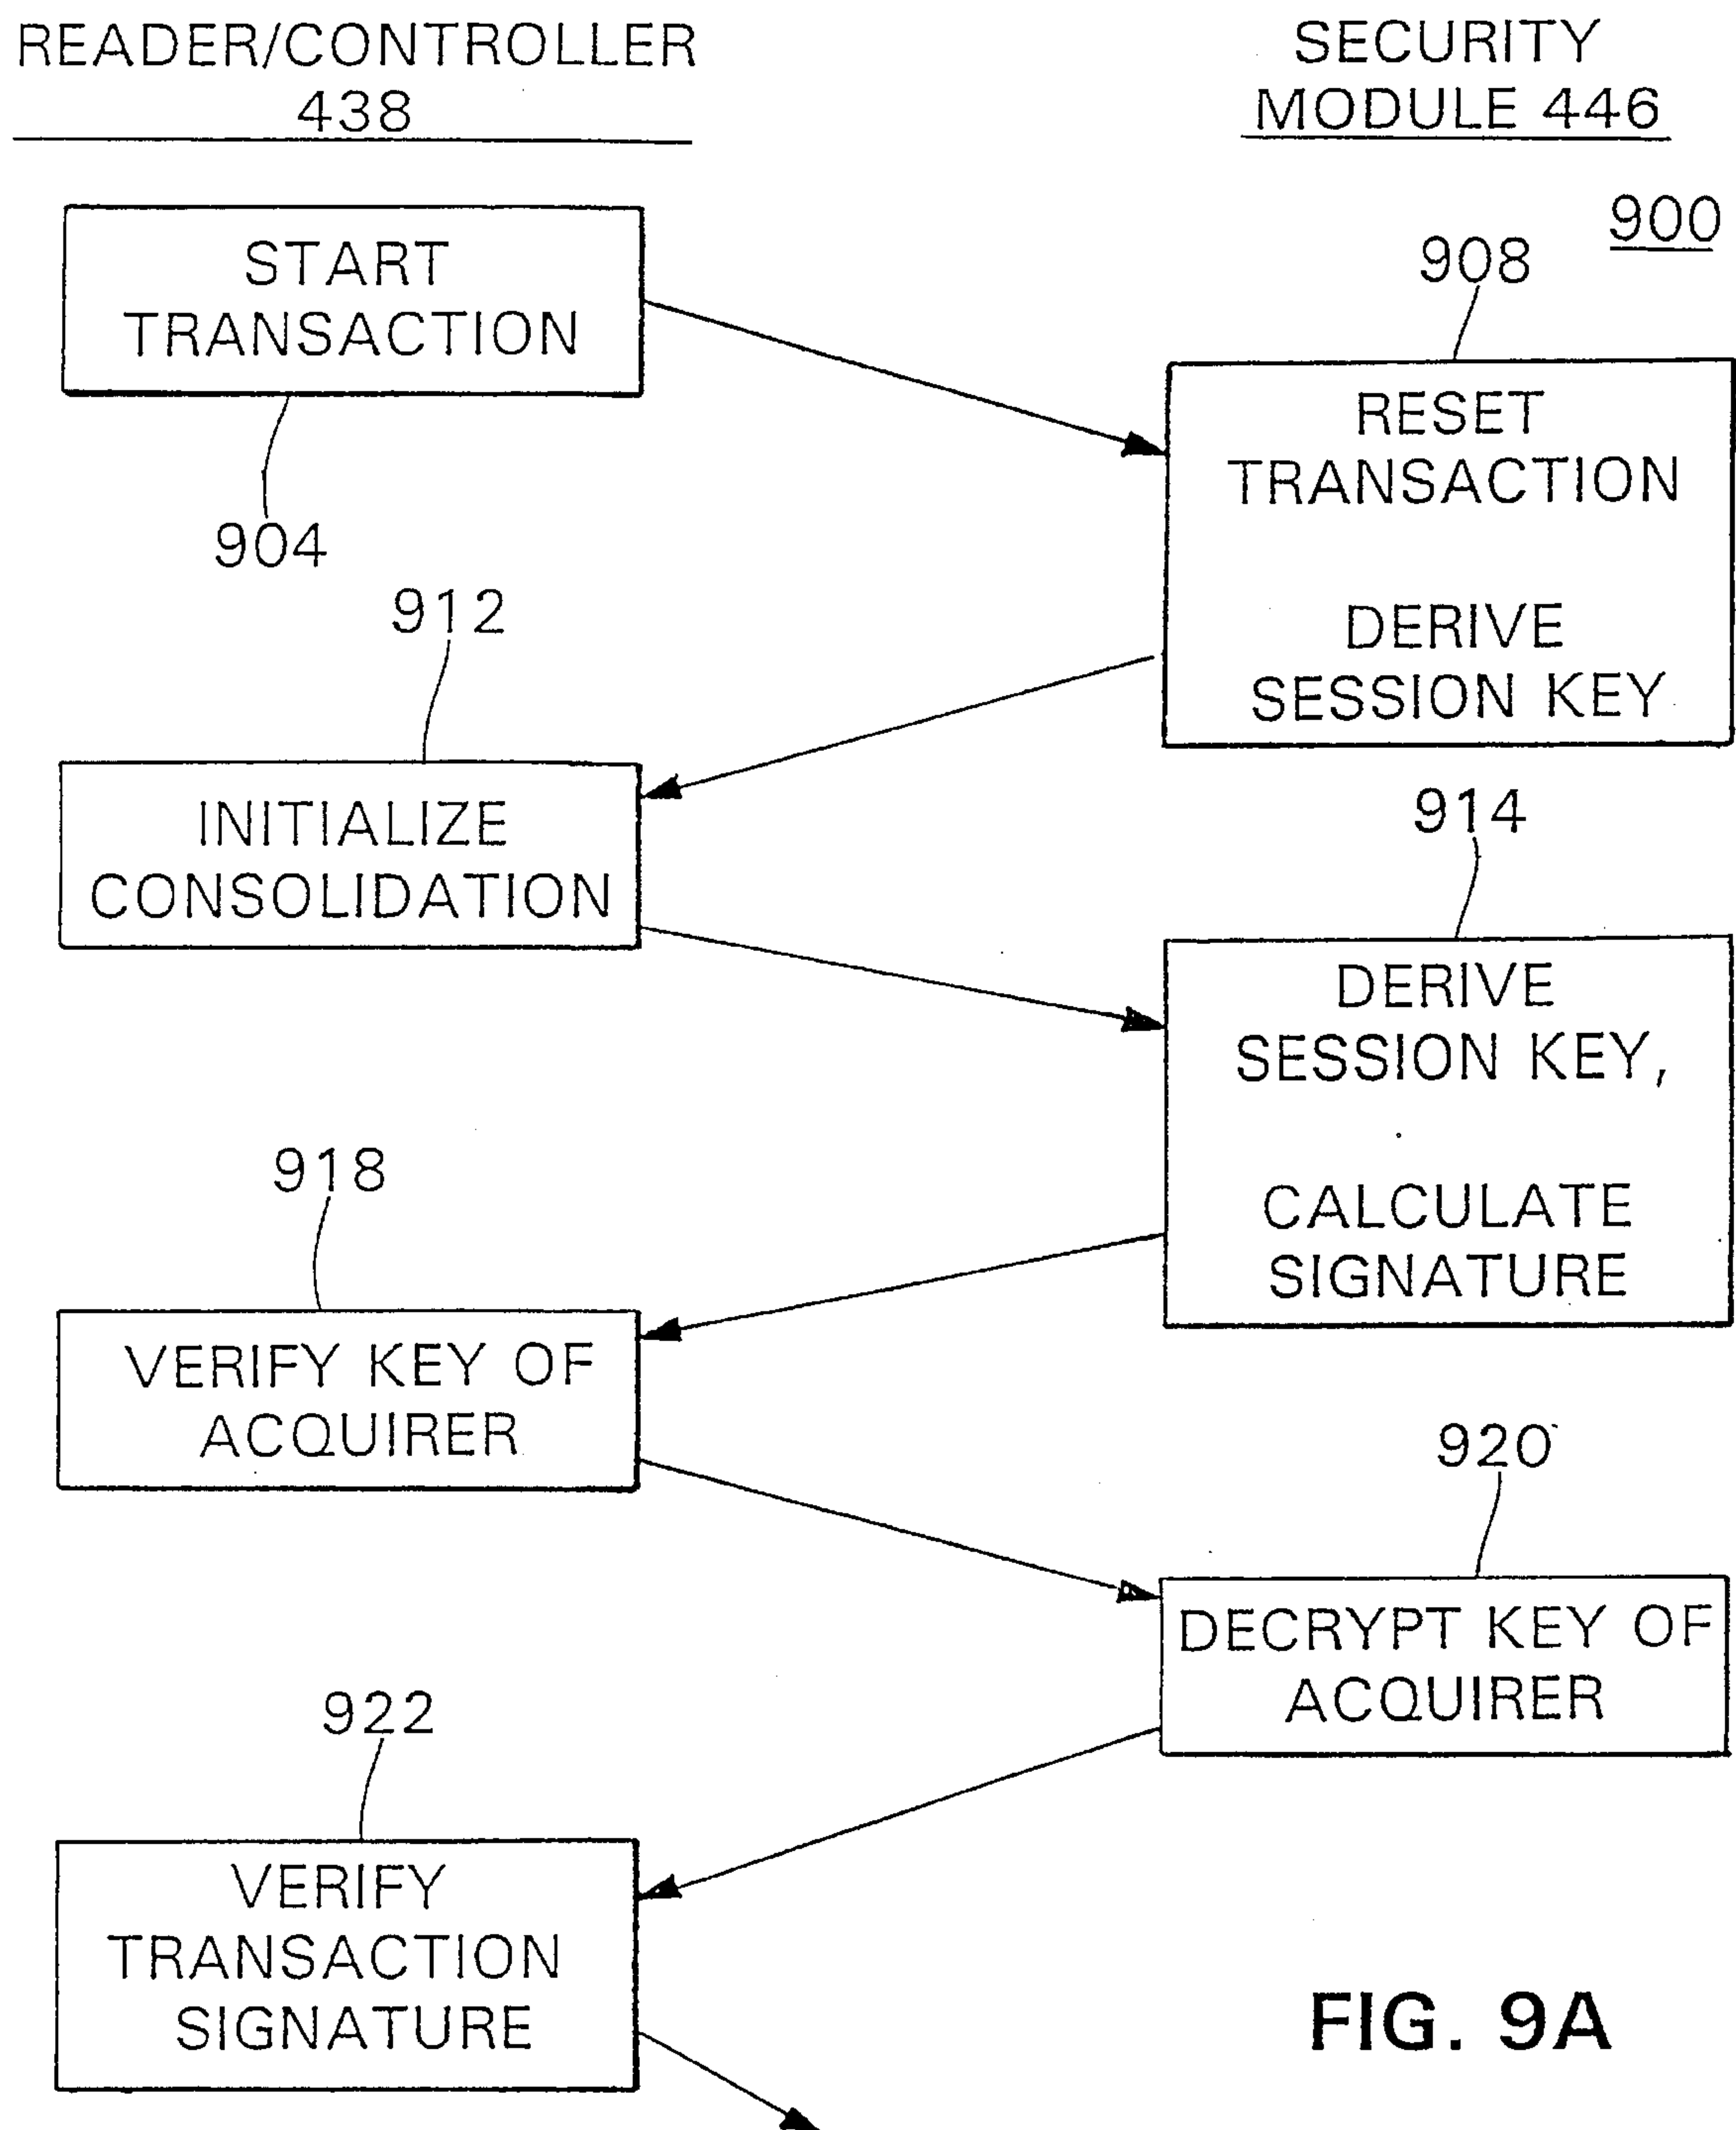 READER/CONTROLLER
438
SECURITY
MODULE 446
900
START
TRANSACTION
904
908
RESET
TRANSACTION
DERIVE
SESSION KEY
912
INITIALIZE
CONSOLIDATION
914
DERIVE
SESSION KEY,
CALCULATE
SIGNATURE
918
VERIFY KEY OF
ACQUIRER
920
DECRYPT KEY OF
ACQUIRER
922
VERIFY
TRANSACTION
SIGNATURE
FIG. 9A